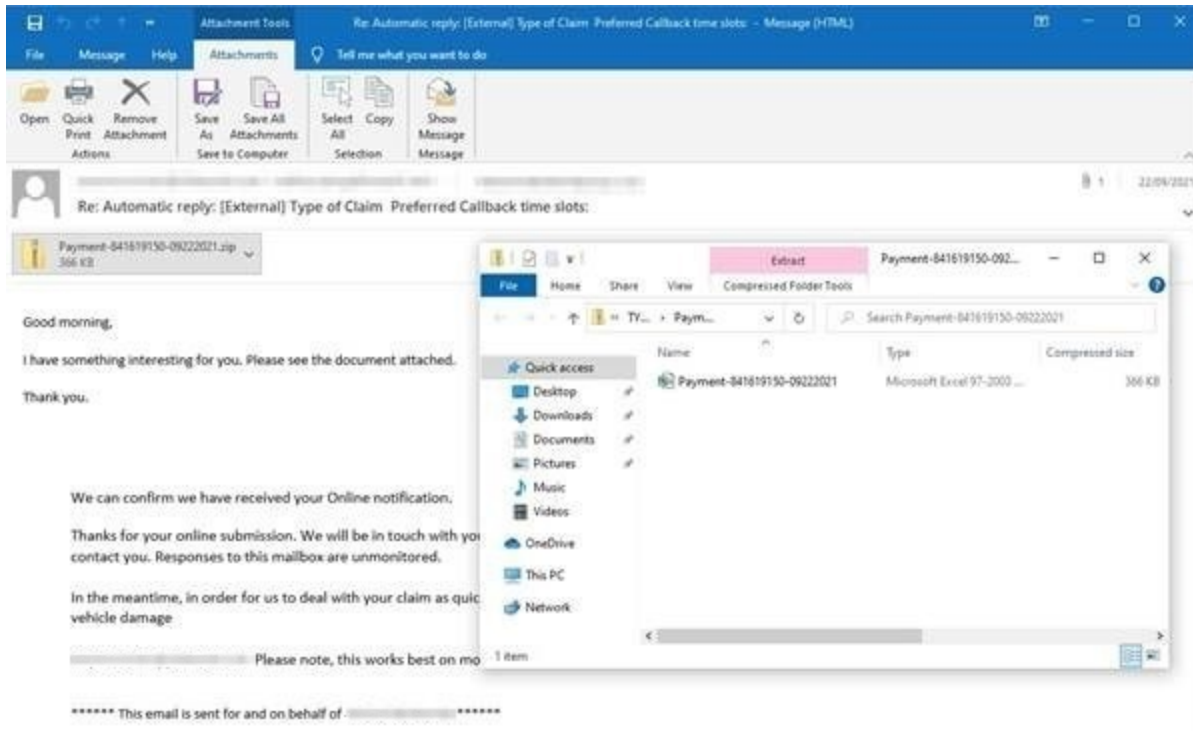 Attachment Tools
Re: Automatic reply: [External] Type of Claim Preferred Callback time slots: - Message (HTML)
File Message Help Attachments Tell me what you want to do
Open Quick Print Remove Attachment Save As Save All Attachments Select All Copy Show Message
Actions Save to Computer Selection Message
Re: Automatic reply: [External] Type of Claim Preferred Callback time slots:
1 22/09/2021
Payment-841619150-09222021.zip
366 KB
Good morning,
I have something interesting for you. Please see the document attached.
Thank you.
We can confirm we have received your Online notification.
Thanks for your online submission. We will be in touch with you
contact you. Responses to this mailbox are unmonitored.
In the meantime, in order for us to deal with your claim as quic
vehicle damage
Please note, this works best on mo
****** This email is sent for and on behalf of ******
Extract
Payment-841619150-092...
File Home Share View Compressed Folder Tools
TY... Paym...
Search Payment-841619150-09222021
Name Type Compressed size
Payment-841619150-09222021 Microsoft Excel 97-2003 ... 366 KB
Quick access
Desktop
Downloads
Documents
Pictures
Music
Videos
OneDrive
This PC
Network
1 item